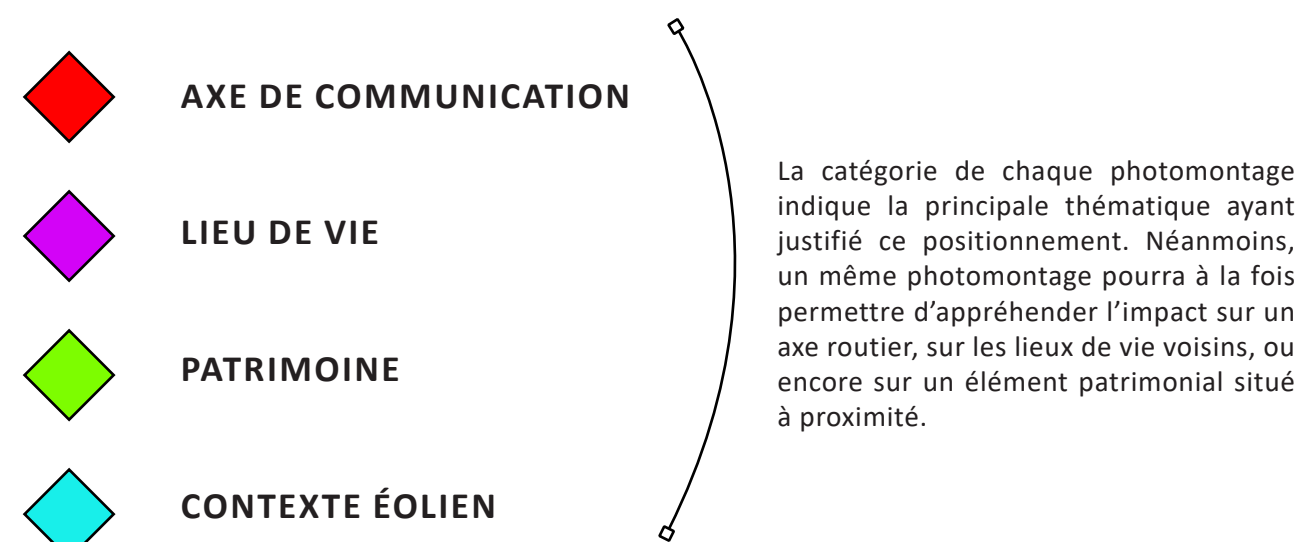 AXE DE COMMUNICATION
LIEU DE VIE
PATRIMOINE
CONTEXTE ÉOLIEN
La catégorie de chaque photomontage
indique la principale thématique ayant
justifié ce positionnement. Néanmoins,
un même photomontage pourra à la fois
permettre d’appréhender l’impact sur un
axe routier, sur les lieux de vie voisins, ou
encore sur un élément patrimonial situé
à proximité.